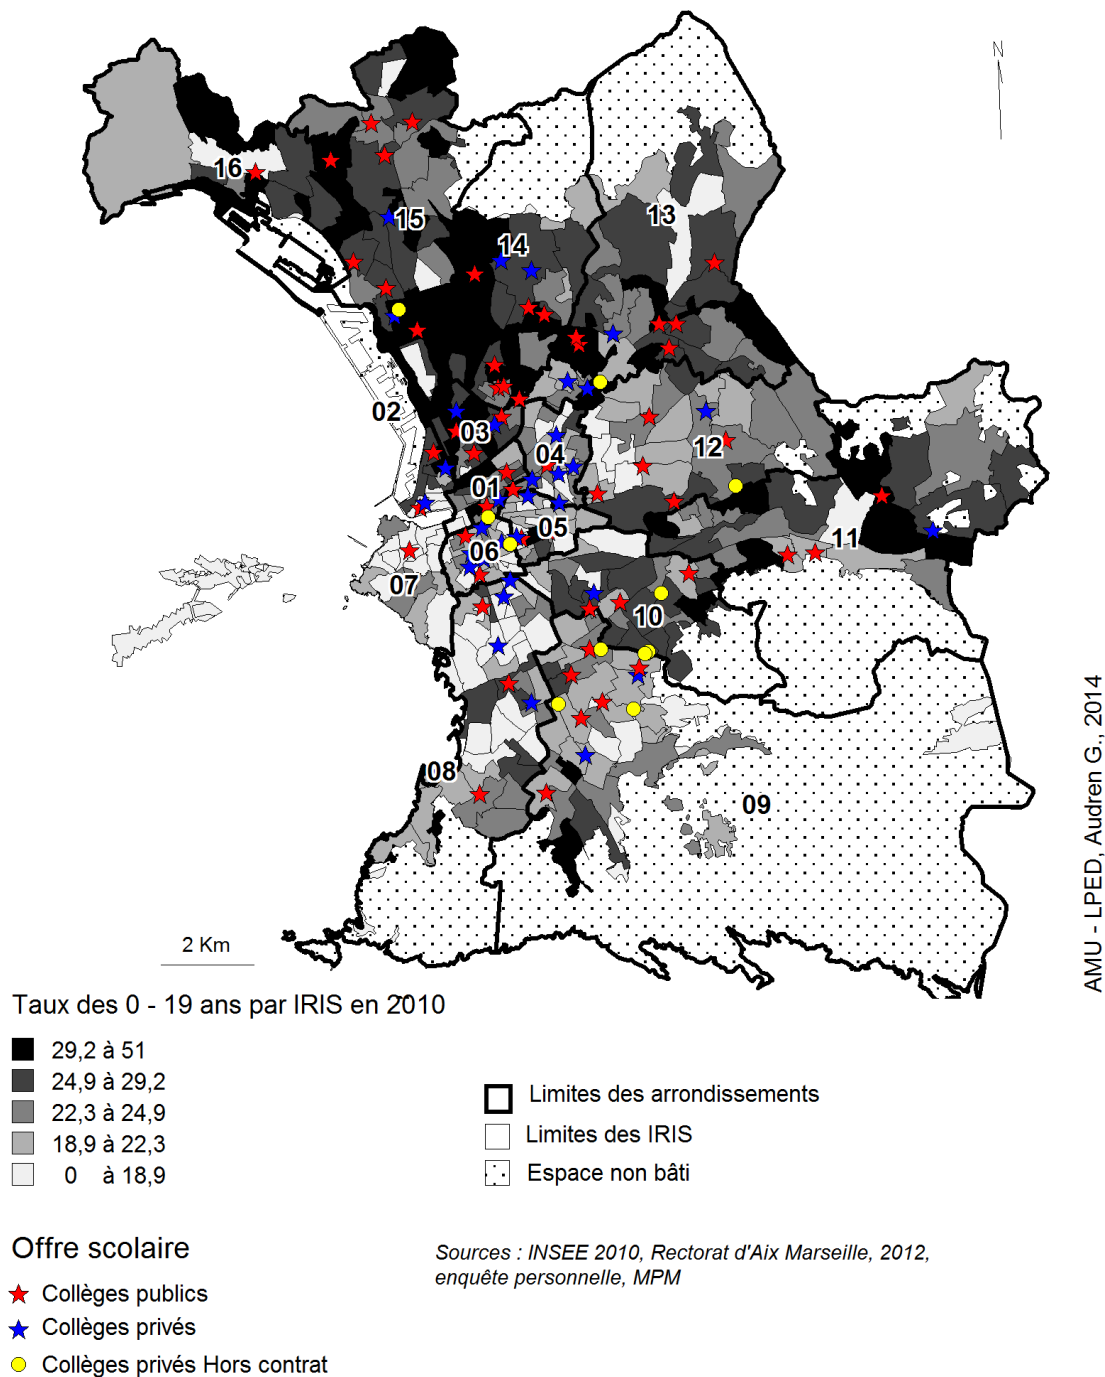 N
16
15
14
13
02
03
04
12
01
05
11
06
07
10
08
09
2 Km
AMU - LPED, Audren G., 2014
Taux des 0 - 19 ans par IRIS en 2010
29,2 à 51
24,9 à 29,2
22,3 à 24,9
18,9 à 22,3
0 à 18,9
Limites des arrondissements
Limites des IRIS
Espace non bâti
Offre scolaire
Collèges publics
Collèges privés
Collèges privés Hors contrat
Sources : INSEE 2010, Rectorat d'Aix Marseille, 2012,
enquête personnelle, MPM